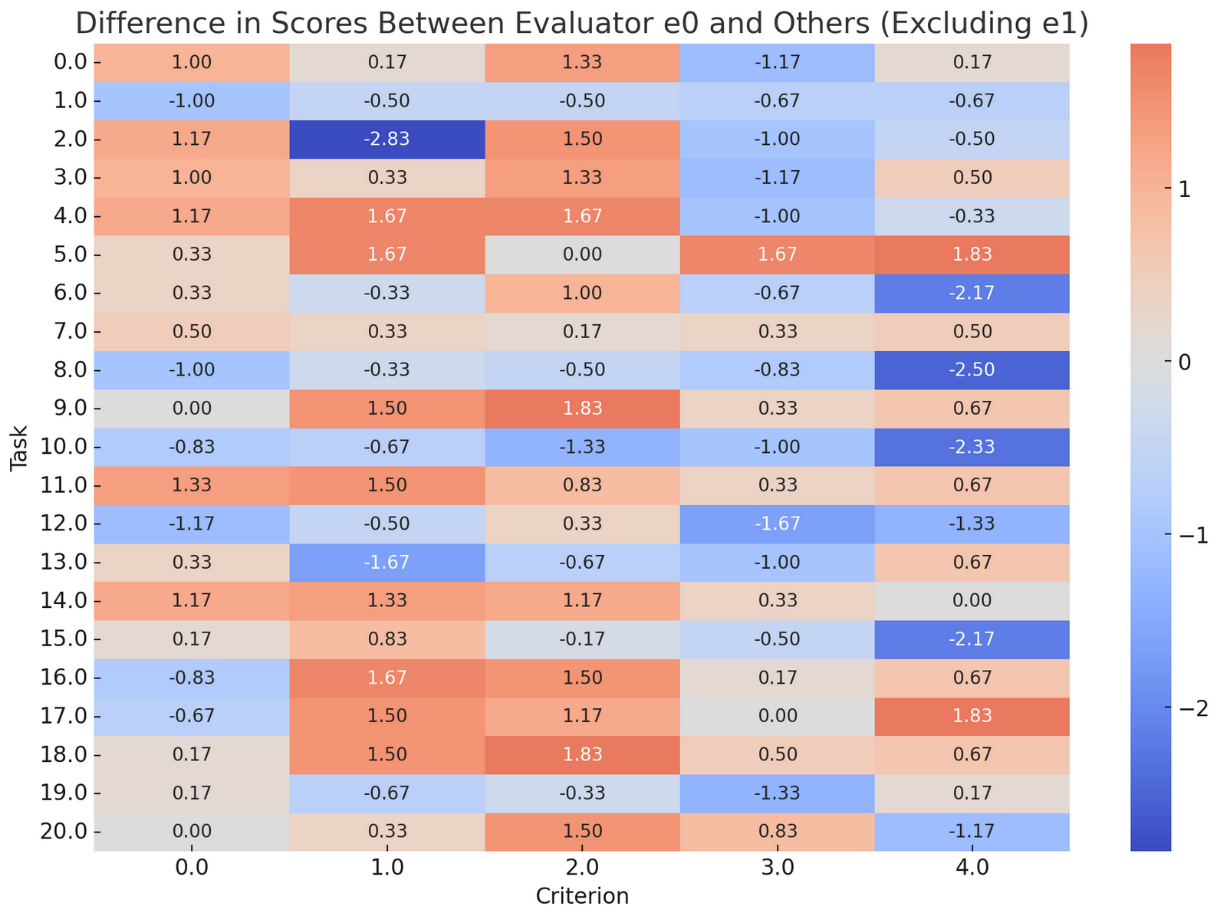 Difference in Scores Between Evaluator e0 and Others (Excluding e1)
0.0 1.00 0.17 1.33 -1.17 0.17
1.0 -1.00 -0.50 -0.50 -0.67 -0.67
2.0 1.17 -2.83 1.50 -1.00 -0.50
3.0 1.00 0.33 1.33 -1.17 0.50
4.0 1.17 1.67 1.67 -1.00 -0.33
5.0 0.33 1.67 0.00 1.67 1.83
6.0 0.33 -0.33 1.00 -0.67 -2.17
7.0 0.50 0.33 0.17 0.33 0.50
8.0 -1.00 -0.33 -0.50 -0.83 -2.50
9.0 0.00 1.50 1.83 0.33 0.67
10.0 -0.83 -0.67 -1.33 -1.00 -2.33
11.0 1.33 1.50 0.83 0.33 0.67
12.0 -1.17 -0.50 0.33 -1.67 -1.33
13.0 0.33 -1.67 -0.67 -1.00 0.67
14.0 1.17 1.33 1.17 0.33 0.00
15.0 0.17 0.83 -0.17 -0.50 -2.17
16.0 -0.83 1.67 1.50 0.17 0.67
17.0 -0.67 1.50 1.17 0.00 1.83
18.0 0.17 1.50 1.83 0.50 0.67
19.0 0.17 -0.67 -0.33 -1.33 0.17
20.0 0.00 0.33 1.50 0.83 -1.17
0.0 1.0 2.0 3.0 4.0
Criterion
Task
1
0
−1
−2